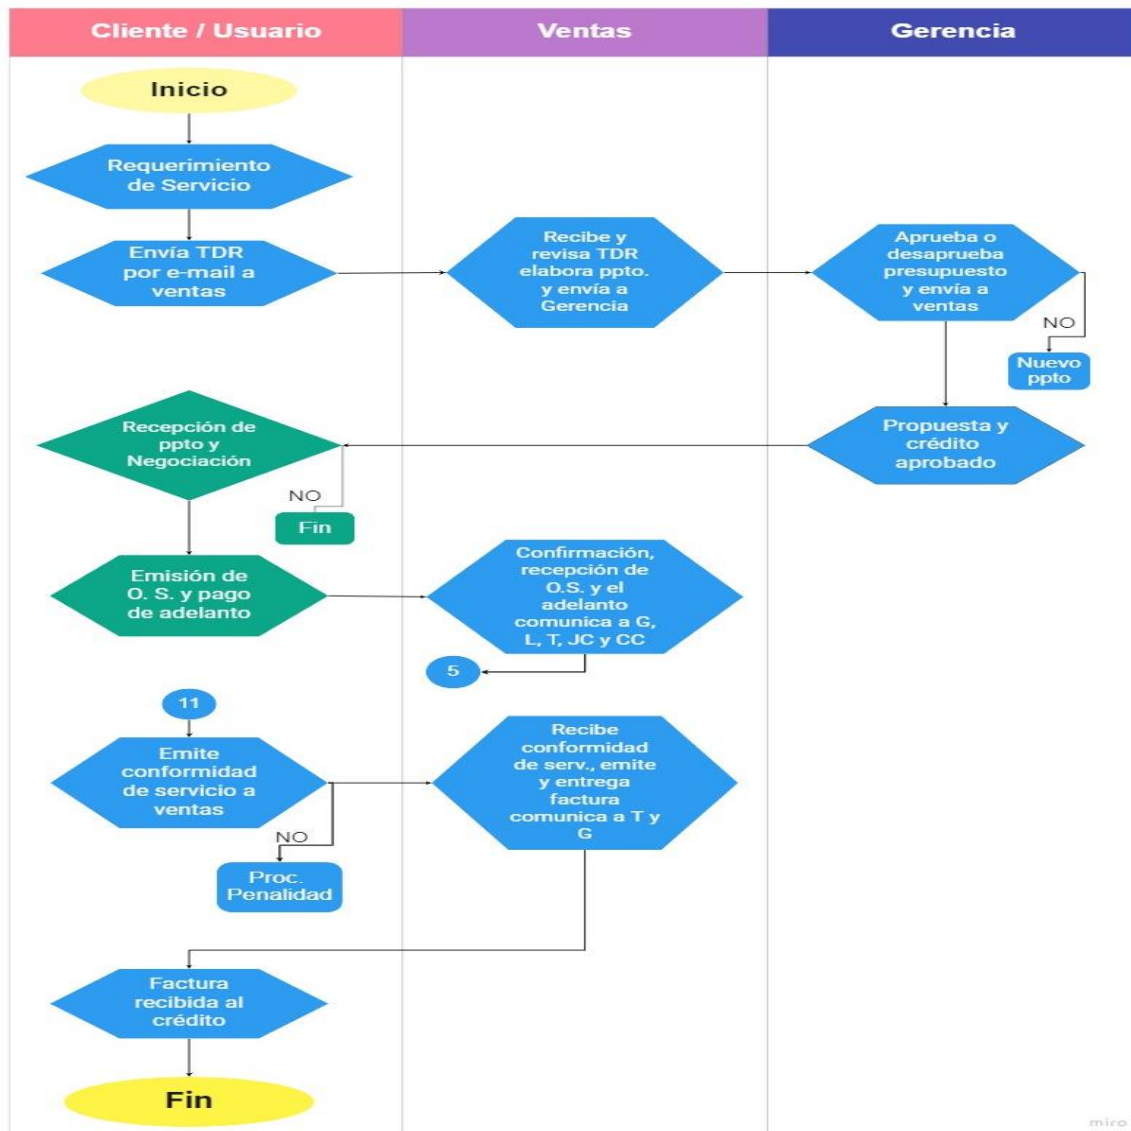 Cliente / Usuario
Ventas
Gerencia
Inicio
Requerimiento
de Servicio
Envía TDR
por e-mail a
ventas
Recibe y
revisa TDR
elabora ppto.
y envía a
Gerencia
Aprueba o
desaprueba
presupuesto
y envía a
ventas
NO
Nuevo
ppto
Propuesta y
crédito
aprobado
Recepción de
ppto y
Negociación
NO
Fin
Emisión de
O. S. y pago
de adelanto
Confirmación,
recepción de
O.S. y el
adelanto
comunica a G,
L, T, JC y CC
5
11
Emite
conformidad
de servicio a
ventas
NO
Proc.
Penalidad
Recibe
conformidad
de serv., emite
y entrega
factura
comunica a T y
G
Factura
recibida al
crédito
Fin
miro